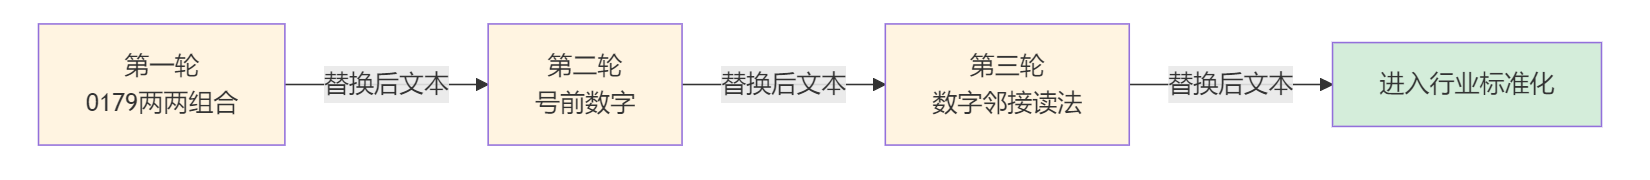 第一轮
0179两两组合
替换后文本
第二轮
号前数字
替换后文本
第三轮
数字邻接读法
替换后文本
进入行业标准化